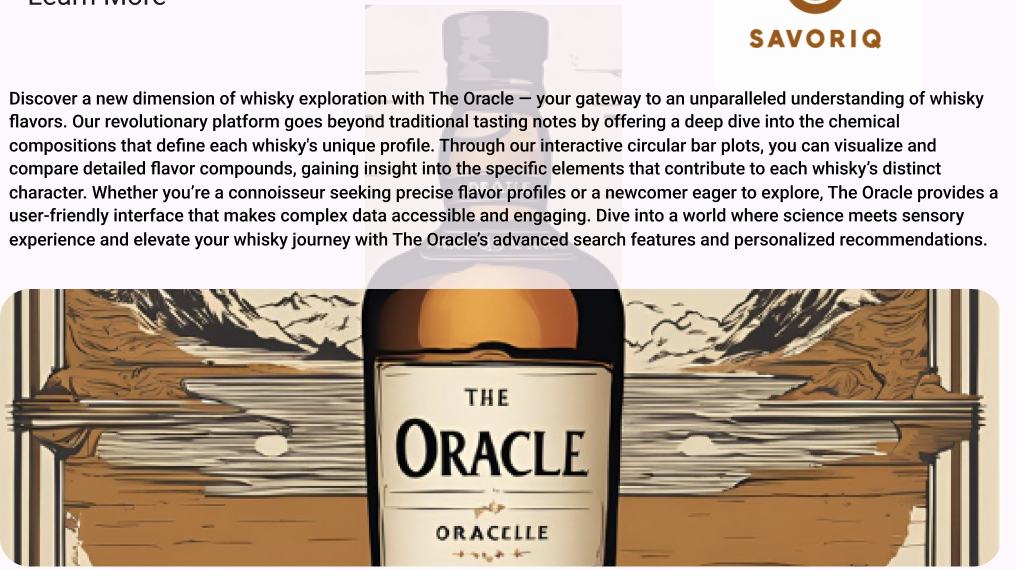 Learn More
SAVORIQ
Discover a new dimension of whisky exploration with The Oracle — your gateway to an unparalleled understanding of whisky
flavors. Our revolutionary platform goes beyond traditional tasting notes by offering a deep dive into the chemical
compositions that define each whisky's unique profile. Through our interactive circular bar plots, you can visualize and
compare detailed flavor compounds, gaining insight into the specific elements that contribute to each whisky’s distinct
character. Whether you’re a connoisseur seeking precise flavor profiles or a newcomer eager to explore, The Oracle provides a
user-friendly interface that makes complex data accessible and engaging. Dive into a world where science meets sensory
experience and elevate your whisky journey with The Oracle’s advanced search features and personalized recommendations.
THE
ORACLE
ORACELLE